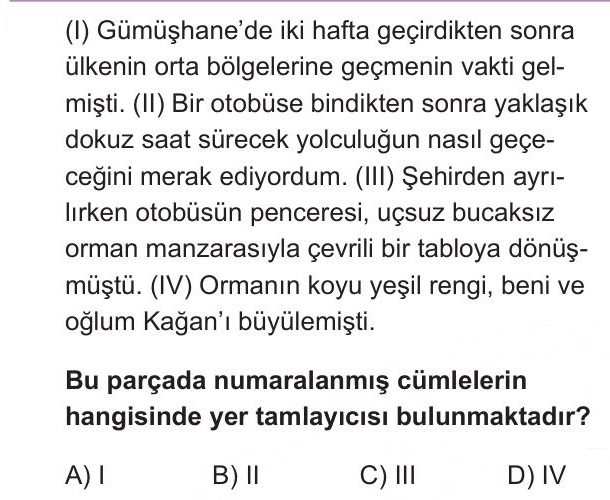 (I) Gümüşhane’de iki hafta geçirdikten sonra
ülkenin orta bölgelerine geçmenin vakti gel-
mişti. (II) Bir otobüse bindikten sonra yaklaşık
dokuz saat sürecek yolculuğun nasıl geçe-
ceğini merak ediyordum. (III) Şehirden ayrı-
lırken otobüsün penceresi, uçsuz bucaksız
orman manzarasıyla çevrili bir tabloya dönüş-
müştü. (IV) Ormanın koyu yeşil rengi, beni ve
oğlum Kağan’ı büyülemişti.
Bu parçada numaralanmış cümlelerin
hangisinde yer tamlayıcısı bulunmaktadır?
A) I B) II C) III D) IV